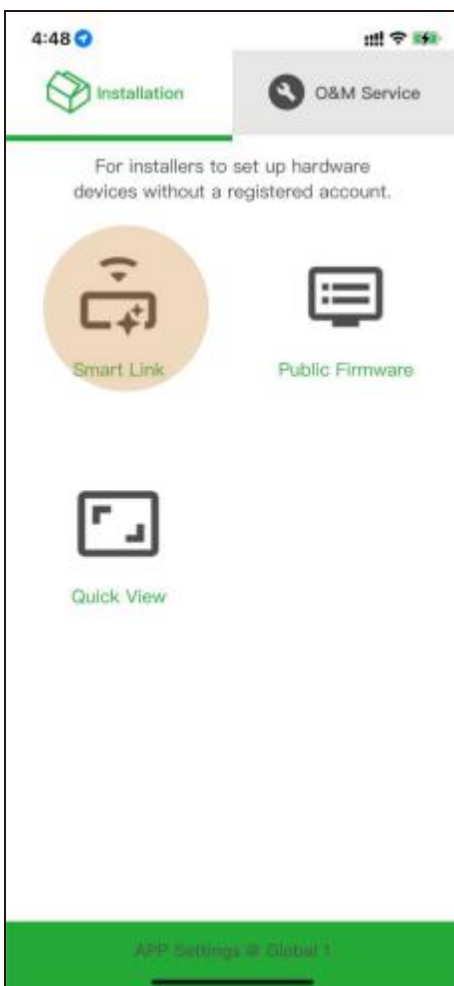 4:48
Installation
O&M Service
For installers to set up hardware
devices without a registered account.
Smart Link
Public Firmware
Quick View
APP Settings @ Global 1